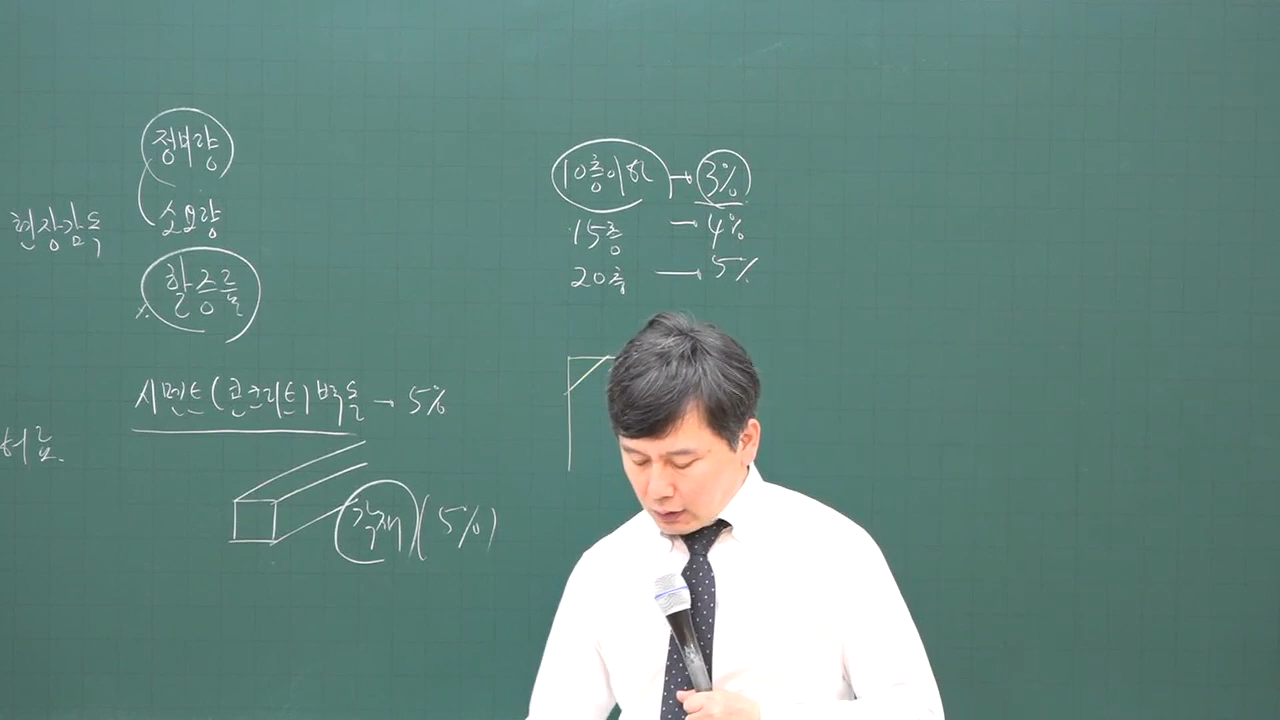 정미량
소요량
현장감독
할증률
시멘트(콘크리트)벽돌 → 5%
각재(5%)
10층이하 → 3%
15층 → 4%
20층 → 5%